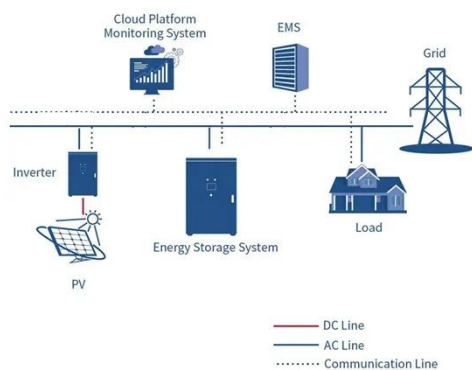 Cloud Platform
Monitoring System
EMS
Grid
Inverter
Energy Storage System
Load
PV
DC Line
AC Line
Communication Line